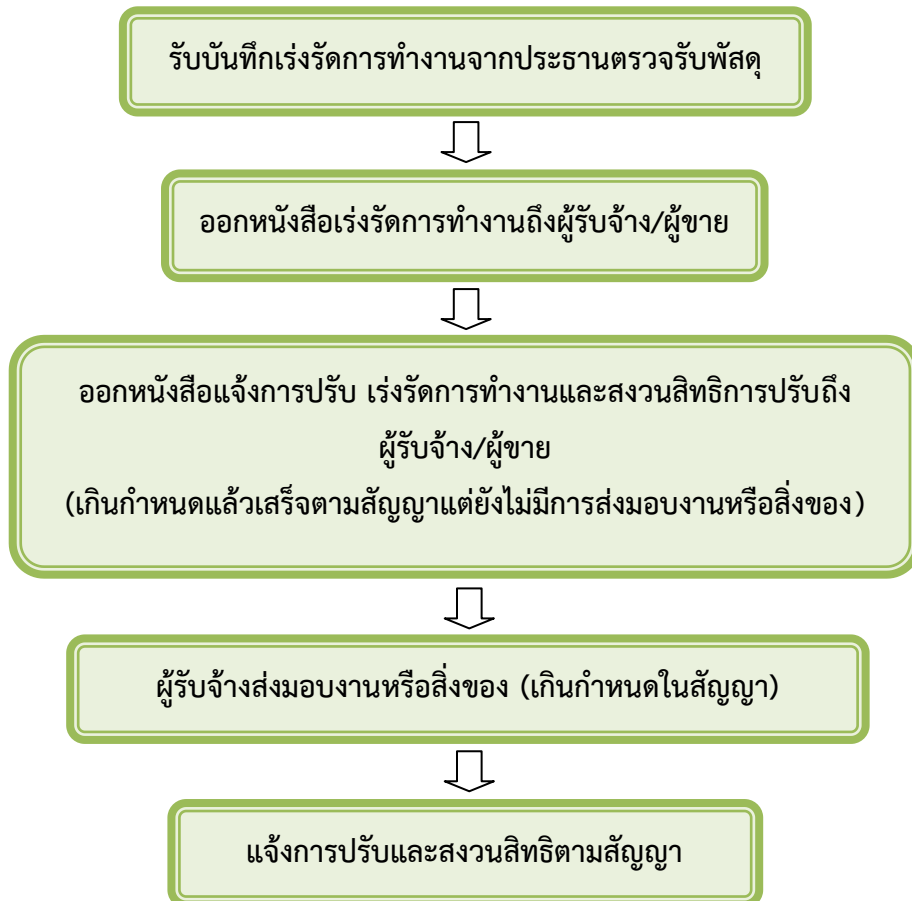 รับบันทึกเร่งรัดการทำงานจากประธานตรวจรับพัสดุ
ออกหนังสือเร่งรัดการทำงานถึงผู้รับจ้าง/ผู้ขาย
ออกหนังสือแจ้งการปรับ เร่งรัดการทำงานและสงวนสิทธิการปรับถึง
ผู้รับจ้าง/ผู้ขาย
(เกินกำหนดแล้วเสร็จตามสัญญาแต่ยังไม่มีการส่งมอบงานหรือสิ่งของ)
ผู้รับจ้างส่งมอบงานหรือสิ่งของ (เกินกำหนดในสัญญา)
แจ้งการปรับและสงวนสิทธิตามสัญญา